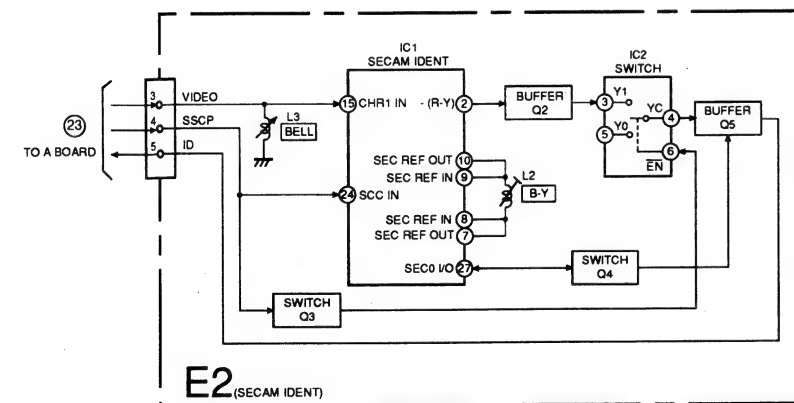 IC1
SECAM IDENT
IC2
SWITCH
3 VIDEO
15 CHR1 IN
- (R-Y) 2
BUFFER
Q2
3 Y1
YC 4
BUFFER
Q5
23
4 SSCP
L3
BELL
5 Y0
6
EN
TO A BOARD
5 ID
SEC REF OUT 10
SEC REF IN 9
L2
B-Y
24 SCC IN
SEC REF IN 8
SEC REF OUT 7
SEC0 I/O 27
SWITCH
Q4
SWITCH
Q3
E2 (SECAM IDENT)